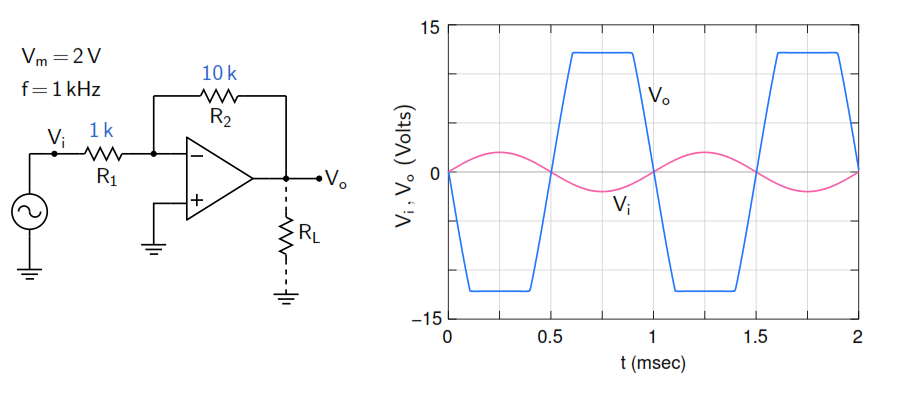 Vm = 2 V
f = 1 kHz
Vi
1 k
R1
10 k
R2
−
+
Vo
RL
15
0
−15
Vi , Vo (Volts)
Vo
Vi
0
0.5
1
1.5
2
t (msec)